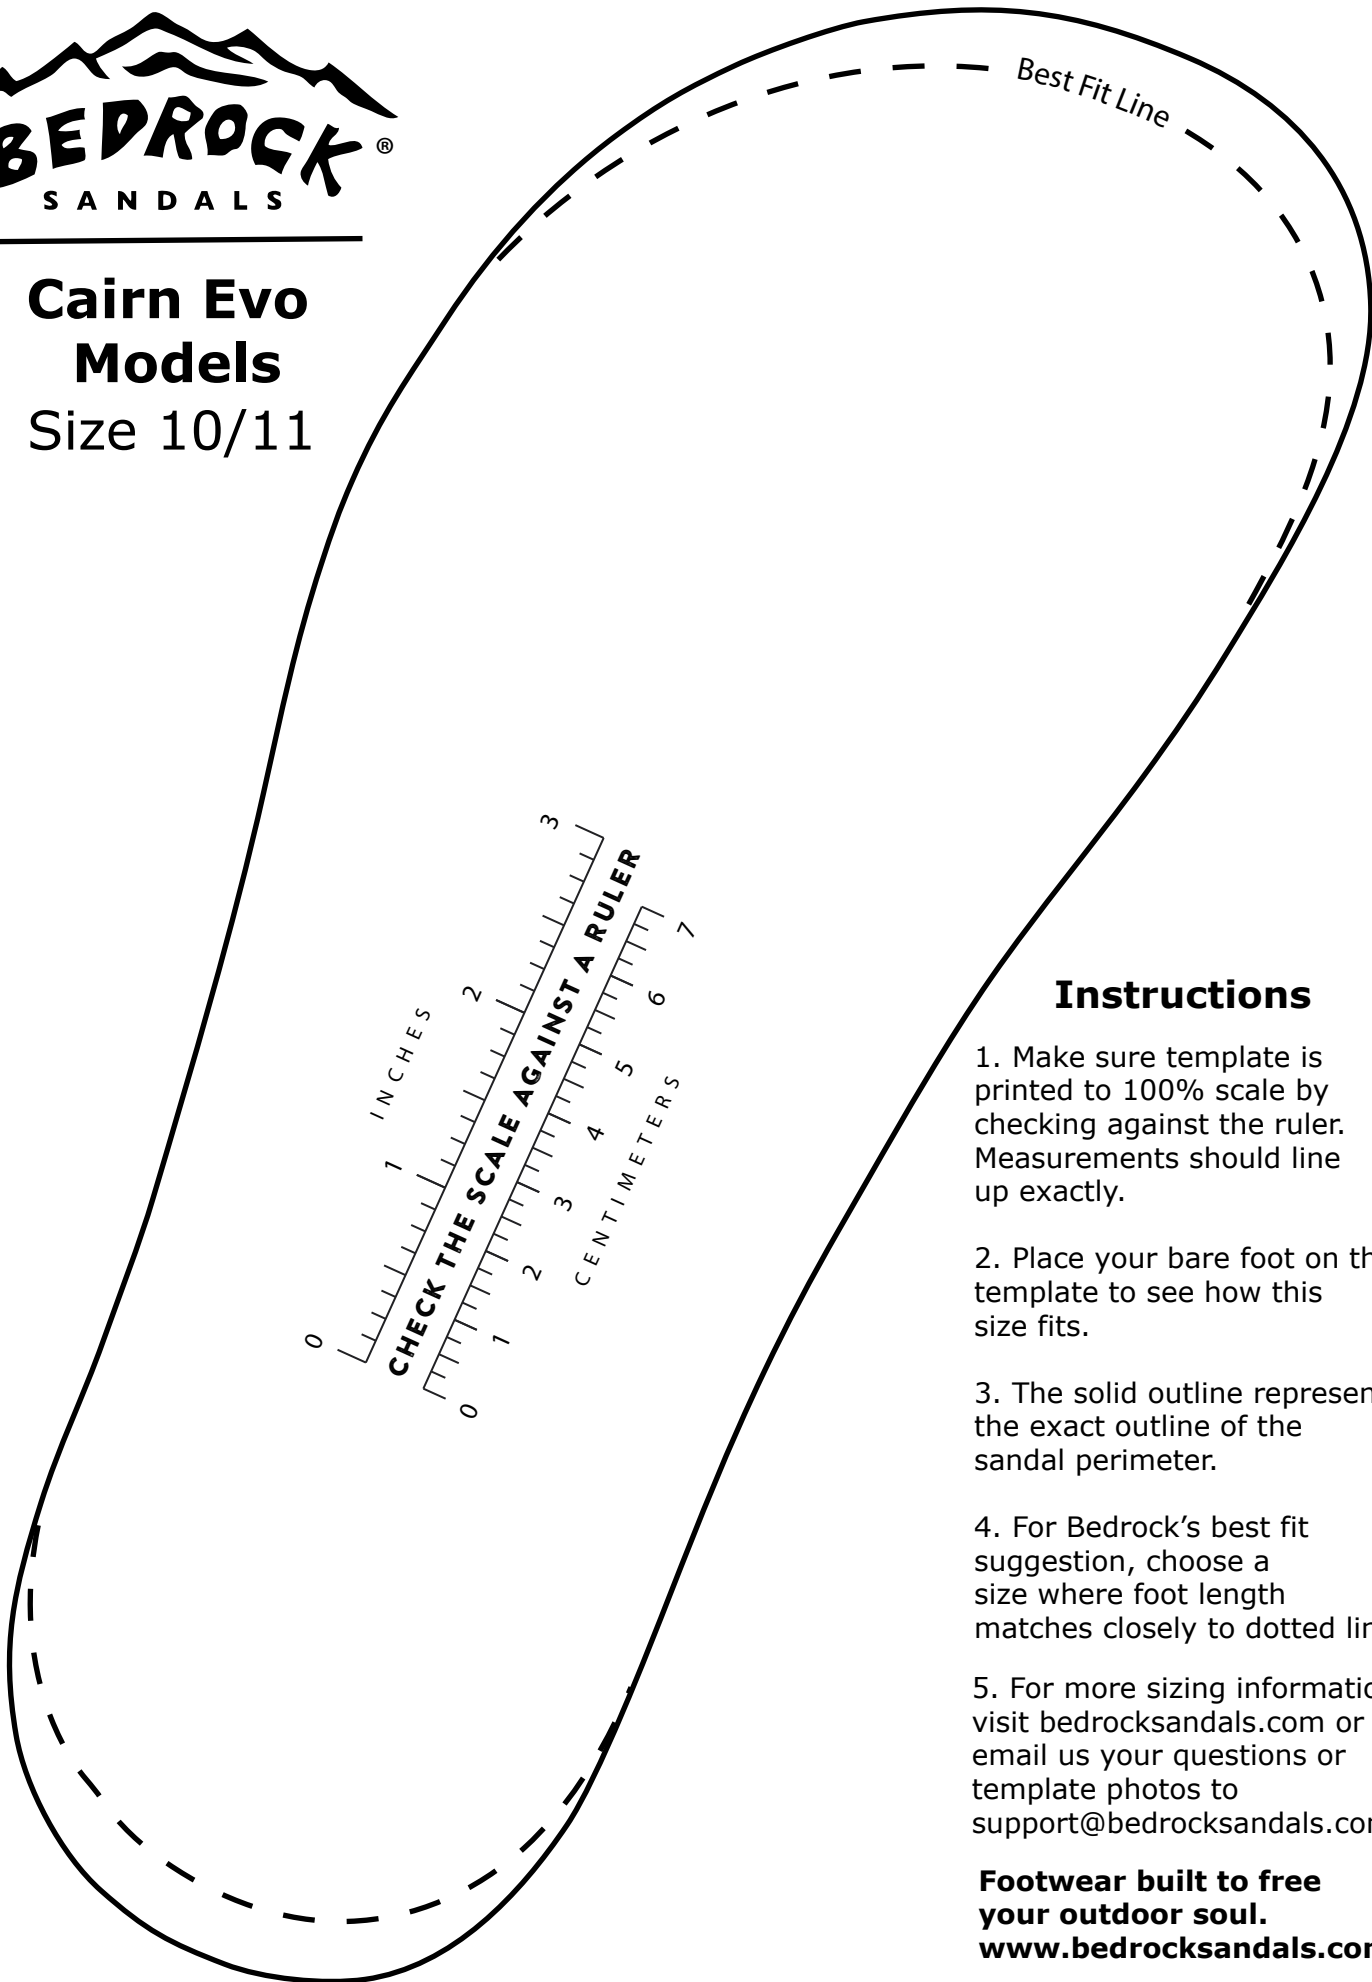 BEDROCK®
SANDALS
Cairn Evo
Models
Size 10/11
Best Fit Line
3
2
1
0
INCHES
CHECK THE SCALE AGAINST A RULER
7
6
5
4
3
2
1
0
CENTIMETERS
Instructions
1. Make sure template is
printed to 100% scale by
checking against the ruler.
Measurements should line
up exactly.
2. Place your bare foot on th
template to see how this
size fits.
3. The solid outline represen
the exact outline of the
sandal perimeter.
4. For Bedrock’s best fit
suggestion, choose a
size where foot length
matches closely to dotted lin
5. For more sizing informatio
visit bedrocksandals.com or
email us your questions or
template photos to
support@bedrocksandals.com
Footwear built to free
your outdoor soul.
www.bedrocksandals.com